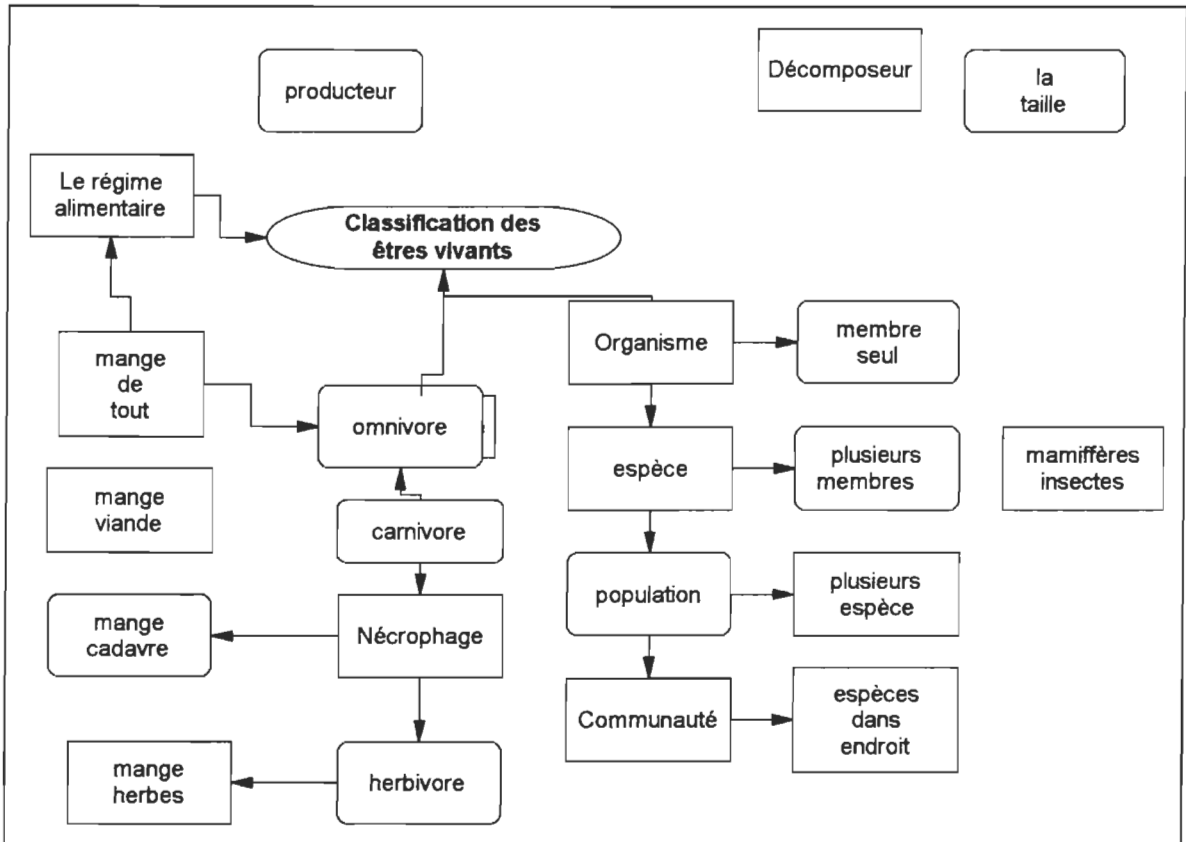 producteur
Décomposeur
la
taille
Le régime
alimentaire
Classification des
êtres vivants
mange
de
tout
Organisme
membre
seul
omnivore
espèce
plusieurs
membres
mamiffères
insectes
mange
viande
carnivore
population
plusieurs
espèce
mange
cadavre
Nécrophage
Communauté
espèces
dans
endroit
mange
herbes
herbivore